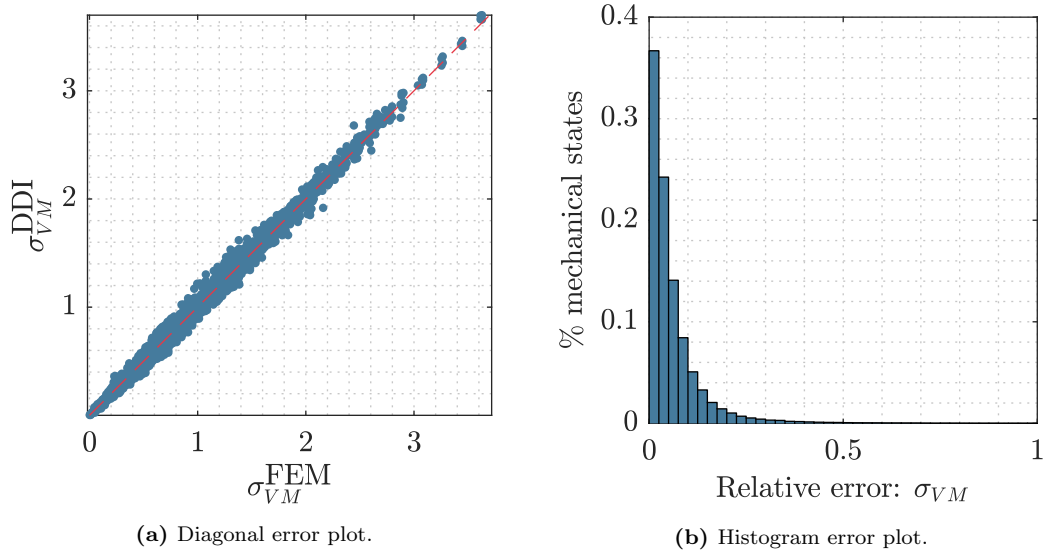 3
2
1
0
1
2
3
σ_{VM}^{DDI}
σ_{VM}^{FEM}
(a) Diagonal error plot.
0.4
0.3
0.2
0.1
0
0
0.5
1
% mechanical states
Relative error: σ_{VM}
(b) Histogram error plot.